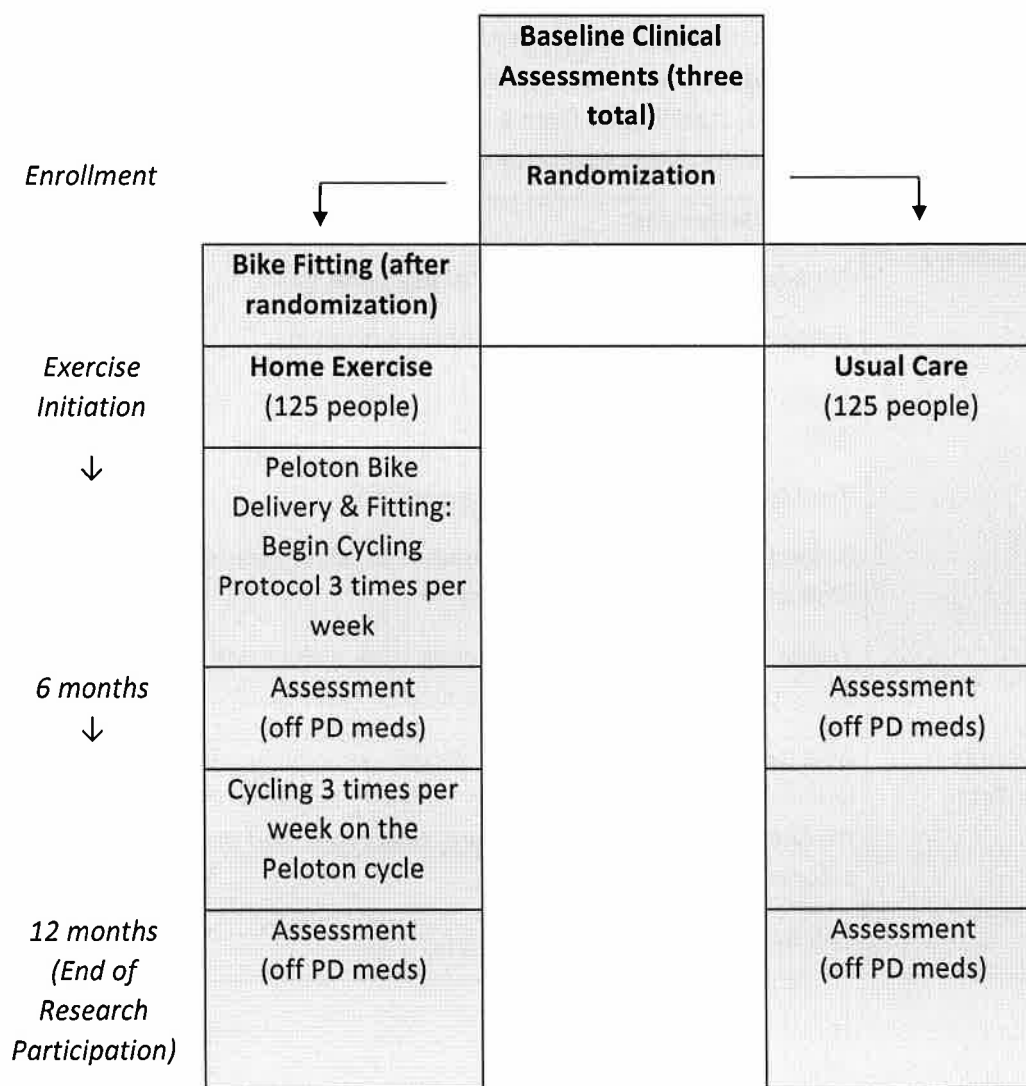 Baseline Clinical
Assessments (three
total)
Enrollment
Randomization
Bike Fitting (after
randomization)
Exercise
Initiation
↓
Home Exercise
(125 people)
Usual Care
(125 people)
Peloton Bike
Delivery & Fitting:
Begin Cycling
Protocol 3 times per
week
6 months
↓
Assessment
(off PD meds)
Assessment
(off PD meds)
Cycling 3 times per
week on the
Peloton cycle
12 months
(End of
Research
Participation)
Assessment
(off PD meds)
Assessment
(off PD meds)